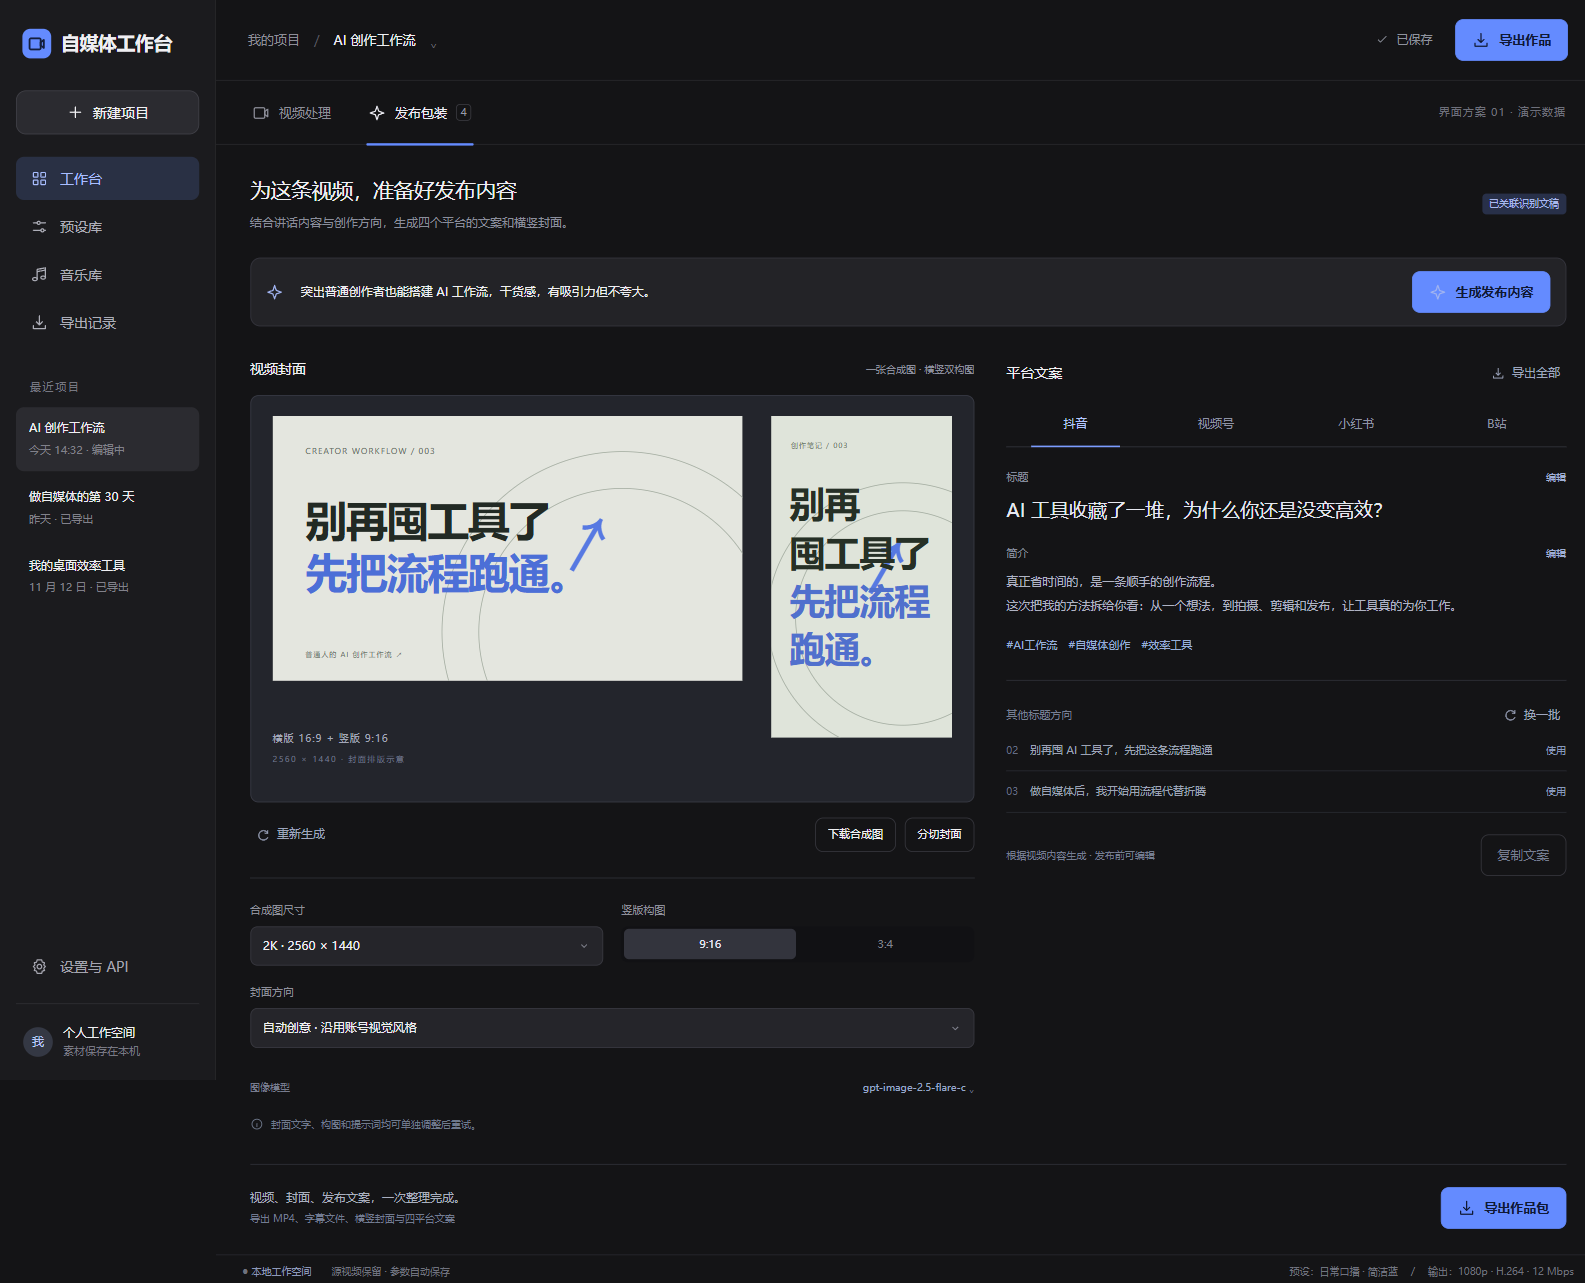 自媒体工作台
新建项目
工作台
预设库
音乐库
导出记录
最近项目
AI 创作工作流
今天 14:32 · 编辑中
做自媒体的第 30 天
昨天 · 已导出
我的桌面效率工具
11 月 12 日 · 已导出
设置与 API
我
个人工作空间
素材保存在本机
我的项目 / AI 创作工作流
已保存
导出作品
视频处理
发布包装 4
界面方案 01 · 演示数据
为这条视频，准备好发布内容
结合讲话内容与创作方向，生成四个平台的文案和横竖封面。
已关联识别文稿
突出普通创作者也能搭建 AI 工作流，干货感，有吸引力但不夸大。
生成发布内容
视频封面
一张合成图 · 横竖双构图
CREATOR WORKFLOW / 003
别再囤工具了
先把流程跑通。
普通人的 AI 创作工作流 ↗
创作笔记 / 003
别再
囤工具了
先把流程
跑通。
横版 16:9 + 竖版 9:16
2560 × 1440 · 封面排版示意
重新生成
下载合成图
分切封面
合成图尺寸
2K · 2560 × 1440
竖版构图
9:16
3:4
封面方向
自动创意 · 沿用账号视觉风格
图像模型
gpt-image-2.5-flare-c
封面文字、构图和提示词均可单独调整后重试。
平台文案
导出全部
抖音
视频号
小红书
B站
标题
编辑
AI 工具收藏了一堆，为什么你还是没变高效？
简介
编辑
真正省时间的，是一条顺手的创作流程。
这次把我的方法拆给你看：从一个想法，到拍摄、剪辑和发布，让工具真的为你工作。
#AI工作流 #自媒体创作 #效率工具
其他标题方向
换一批
02 别再囤 AI 工具了，先把这条流程跑通
使用
03 做自媒体后，我开始用流程代替折腾
使用
根据视频内容生成 · 发布前可编辑
复制文案
视频、封面、发布文案，一次整理完成。
导出 MP4、字幕文件、横竖封面与四平台文案
导出作品包
本地工作空间
源视频保留 · 参数自动保存
预设：日常口播 · 简洁蓝 / 输出：1080p · H.264 · 12 Mbps